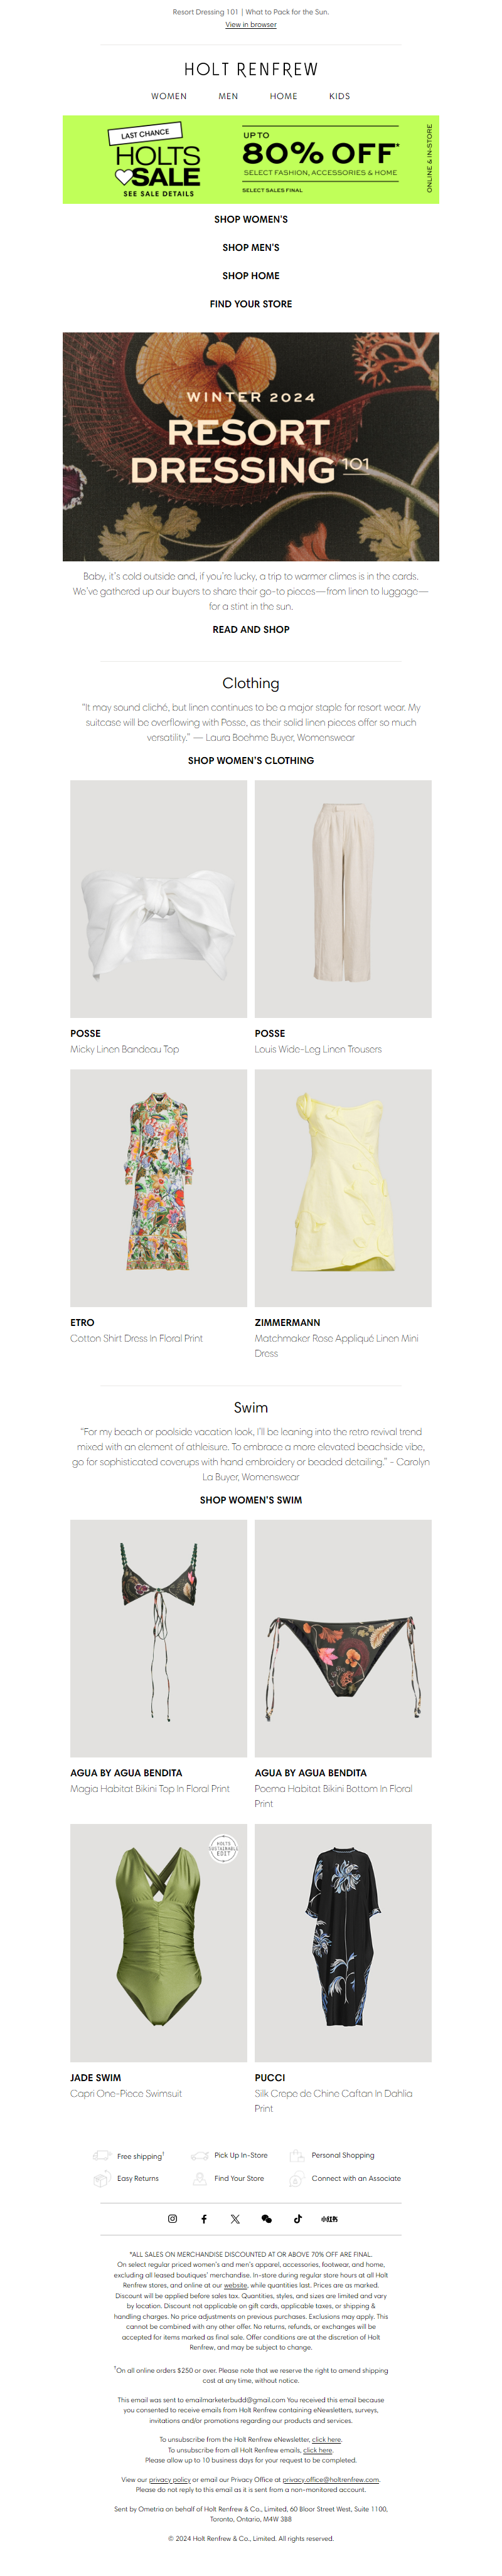 Resort Dressing 101 | What to Pack for the Sun.
View in browser
HOLT RENFREW
WOMEN MEN HOME KIDS
LAST CHANCE
HOLTS
SALE
SEE SALE DETAILS
UP TO
80% OFF*
SELECT FASHION, ACCESSORIES & HOME
SELECT SALES FINAL
ONLINE & IN-STORE
SHOP WOMEN'S
SHOP MEN'S
SHOP HOME
FIND YOUR STORE
WINTER 2024
RESORT
DRESSING 101
Baby, it's cold outside and, if you're lucky, a trip to warmer climes is in the cards.
We've gathered up our buyers to share their go-to pieces—from linen to luggage—
for a stint in the sun.
READ AND SHOP
Clothing
"It may sound cliché, but linen continues to be a major staple for resort wear. My
suitcase will be overflowing with Posse, as their solid linen pieces offer so much
versatility." — Laura Boehme Buyer, Womenswear
SHOP WOMEN'S CLOTHING
POSSE
Micky Linen Bandeau Top
POSSE
Louis Wide-Leg Linen Trousers
ETRO
Cotton Shirt Dress In Floral Print
ZIMMERMANN
Matchmaker Rose Appliqué Linen Mini
Dress
Swim
"For my beach or poolside vacation look, I'll be leaning into the retro revival trend
mixed with an element of athleisure. To embrace a more elevated beachside vibe,
go for sophisticated coverups with hand embroidery or beaded detailing." - Carolyn
La Buyer, Womenswear
SHOP WOMEN'S SWIM
AGUA BY AGUA BENDITA
Magia Habitat Bikini Top In Floral Print
AGUA BY AGUA BENDITA
Poema Habitat Bikini Bottom In Floral
Print
HOLTS
SUSTAINABLE
EDIT
JADE SWIM
Capri One-Piece Swimsuit
PUCCI
Silk Crepe de Chine Caftan In Dahlia
Print
Free shipping† Pick Up In-Store Personal Shopping
Easy Returns Find Your Store Connect with an Associate
小红书
*ALL SALES ON MERCHANDISE DISCOUNTED AT OR ABOVE 70% OFF ARE FINAL.
On select regular priced women's and men's apparel, accessories, footwear, and home,
excluding all leased boutiques' merchandise. In-store during regular store hours at all Holt
Renfrew stores, and online at our website, while quantities last. Prices are as marked.
Discount will be applied before sales tax. Quantities, styles, and sizes are limited and vary
by location. Discount not applicable on gift cards, applicable taxes, or shipping &
handling charges. No price adjustments on previous purchases. Exclusions may apply. This
cannot be combined with any other offer. No returns, refunds, or exchanges will be
accepted for items marked as final sale. Offer conditions are at the discretion of Holt
Renfrew, and may be subject to change.
†On all online orders $250 or over. Please note that we reserve the right to amend shipping
cost at any time, without notice.
This email was sent to emailmarketerbudd@gmail.com You received this email because
you consented to receive emails from Holt Renfrew containing eNewsletters, surveys,
invitations and/or promotions regarding our products and services.
To unsubscribe from the Holt Renfrew eNewsletter, click here.
To unsubscribe from all Holt Renfrew emails, click here.
Please allow up to 10 business days for your request to be completed.
View our privacy policy or email our Privacy Office at privacy.office@holtrenfrew.com.
Please do not reply to this email as it is sent from a non-monitored account.
Sent by Ometria on behalf of Holt Renfrew & Co., Limited, 60 Bloor Street West, Suite 1100,
Toronto, Ontario, M4W 3B8
© 2024 Holt Renfrew & Co., Limited. All rights reserved.